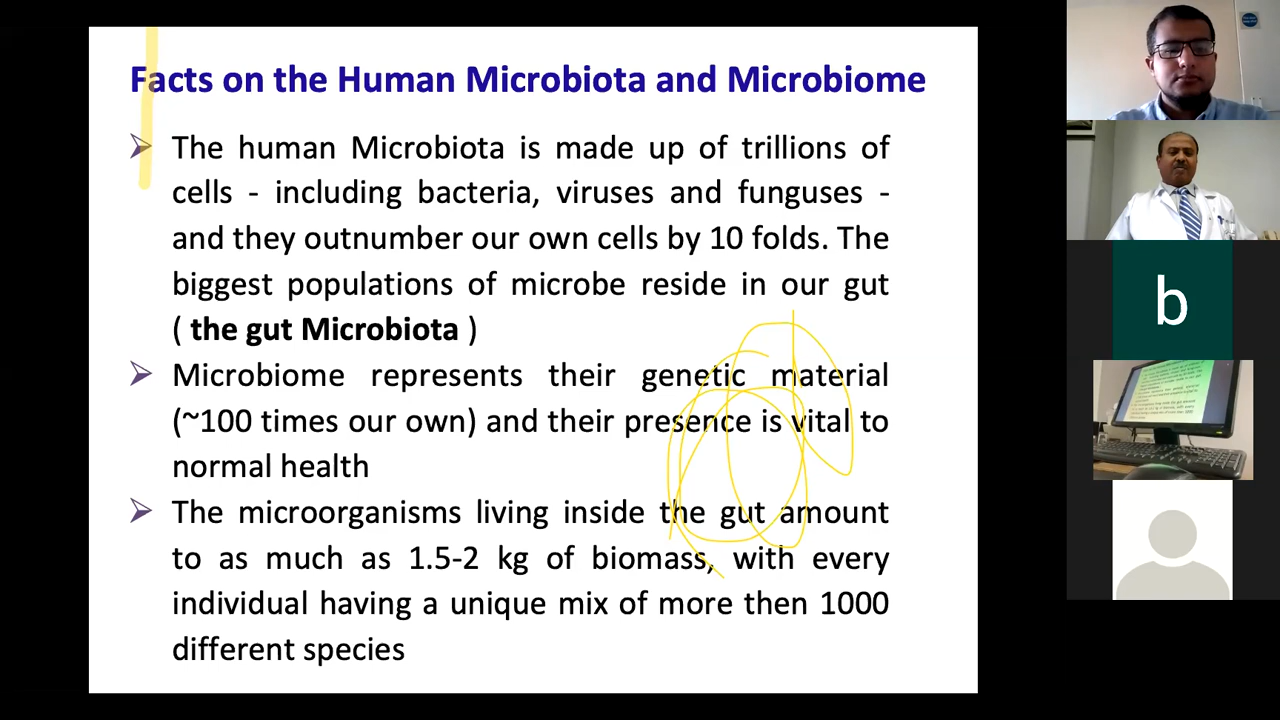 Facts on the Human Microbiota and Microbiome
➢ The human Microbiota is made up of trillions of
cells - including bacteria, viruses and funguses -
and they outnumber our own cells by 10 folds. The
biggest populations of microbe reside in our gut
( the gut Microbiota )
➢ Microbiome represents their genetic material
(~100 times our own) and their presence is vital to
normal health
➢ The microorganisms living inside the gut amount
to as much as 1.5-2 kg of biomass, with every
individual having a unique mix of more then 1000
different species
b